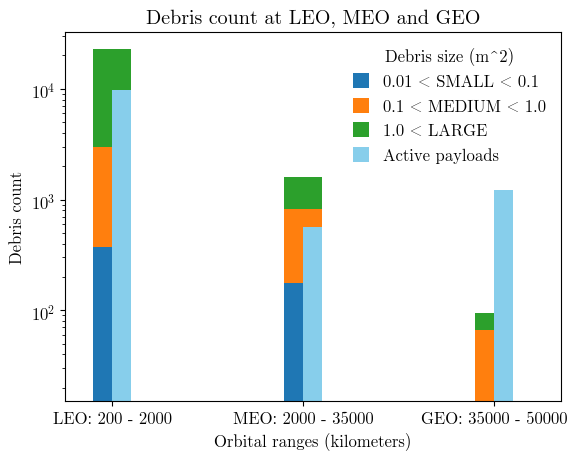 Debris count at LEO, MEO and GEO
Debris size (mˆ2)
0.01 < SMALL < 0.1
0.1 < MEDIUM < 1.0
1.0 < LARGE
Active payloads
Debris count
10⁴
10³
10²
LEO: 200 - 2000
MEO: 2000 - 35000
GEO: 35000 - 50000
Orbital ranges (kilometers)